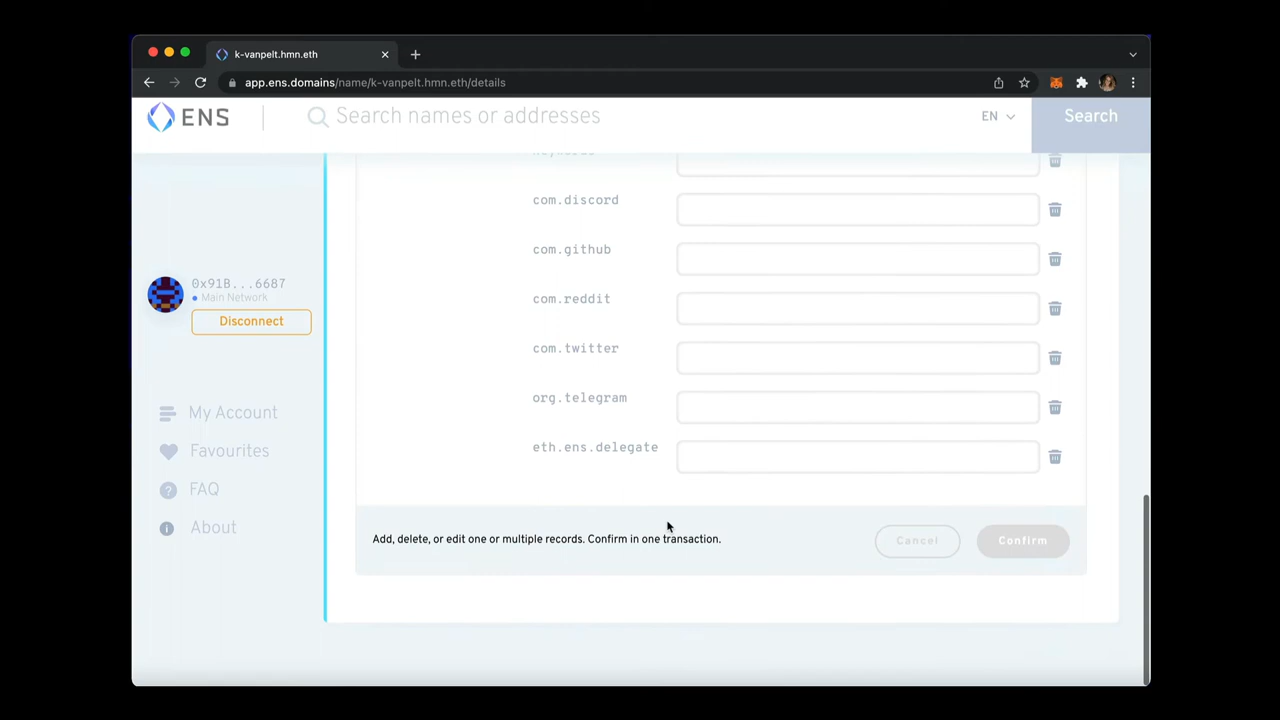 k-vanpelt.hmn.eth
app.ens.domains/name/k-vanpelt.hmn.eth/details
ENS
Search names or addresses
EN
Search
com.discord
com.github
com.reddit
com.twitter
org.telegram
eth.ens.delegate
0x91B...6687
Main Network
Disconnect
My Account
Favourites
? FAQ
i About
Add, delete, or edit one or multiple records. Confirm in one transaction.
Cancel
Confirm